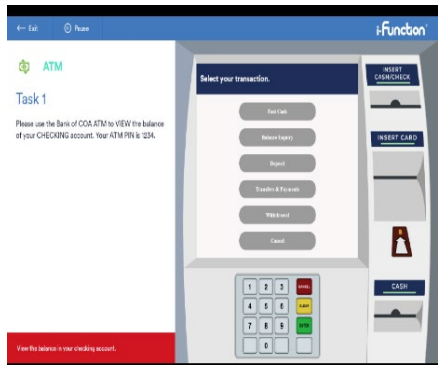 ← Exit
Pause
i-Function
ATM
Task 1
Please use the Bank of COA ATM to VIEW the balance
of your CHECKING account. Your ATM PIN is 1234.
View the balance in your checking account.
Select your transaction.
Fast Cash
Balance Inquiry
Deposit
Transfers & Payments
Withdrawal
Cancel
1 2 3 CANCEL
4 5 6 CLEAR
7 8 9 ENTER
0
INSERT
CASH/CHECK
INSERT CARD
CASH